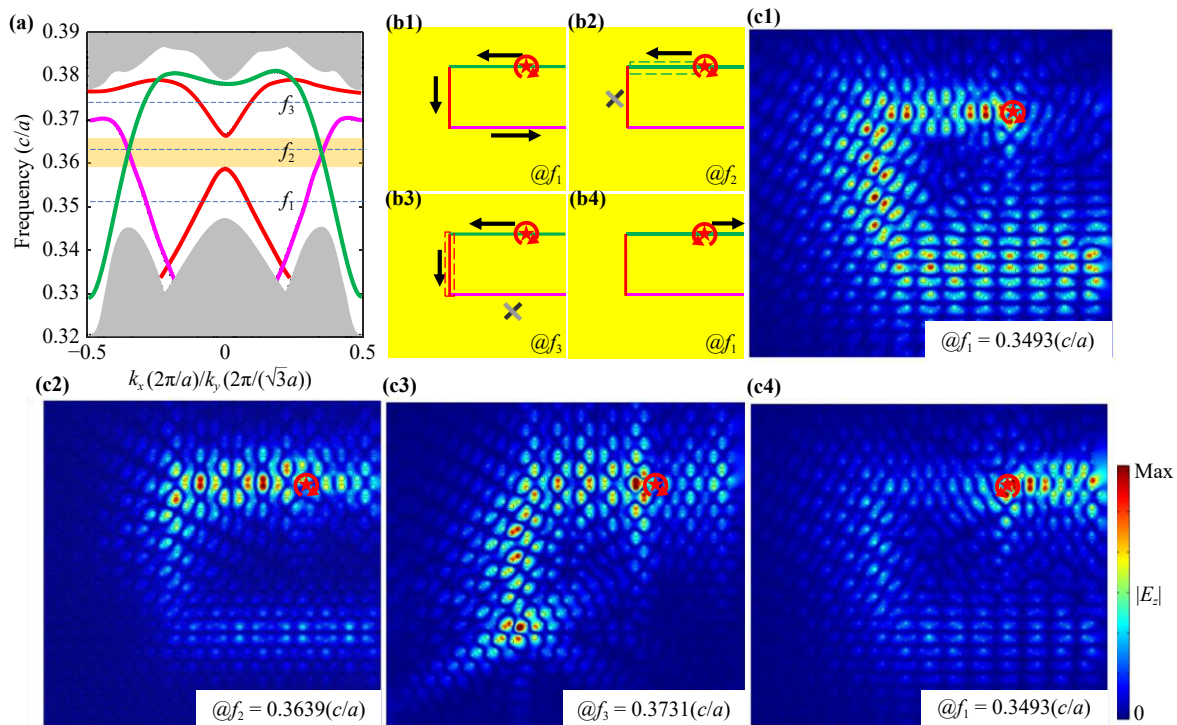 (a)
0.39
0.38
0.37
0.36
0.35
0.34
0.33
0.32
Frequency (c/a)
f3
f2
f1
−0.5
0
0.5
kx (2π/a)/ky (2π/(√3a))
(b1)
@f1
(b2)
@f2
(b3)
@f3
(b4)
@f1
(c1)
@f1 = 0.3493(c/a)
(c2)
@f2 = 0.3639(c/a)
(c3)
@f3 = 0.3731(c/a)
(c4)
@f1 = 0.3493(c/a)
Max
|Ez|
0